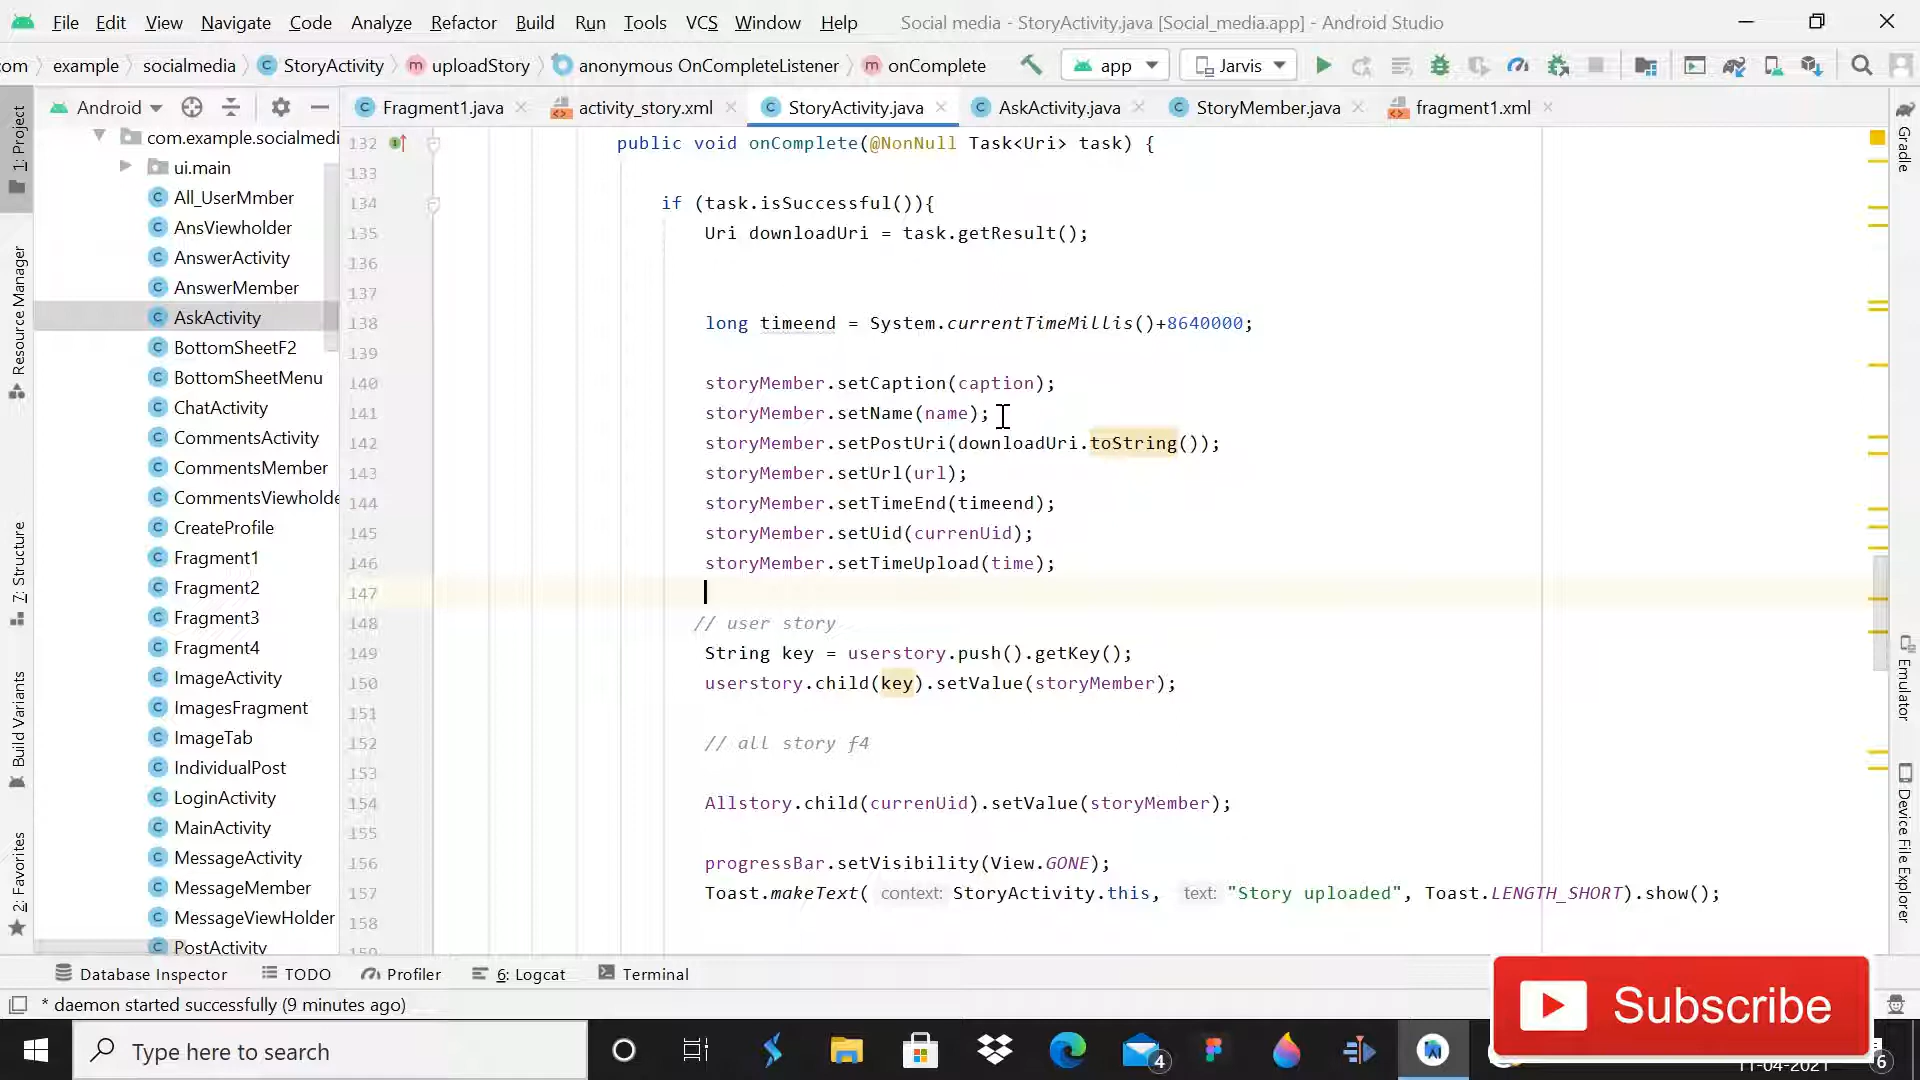 File Edit View Navigate Code Analyze Refactor Build Run Tools VCS Window Help Social media - StoryActivity.java [Social_media.app] - Android Studio
om example socialmedia StoryActivity uploadStory anonymous OnCompleteListener onComplete app Jarvis
Android Fragment1.java activity_story.xml StoryActivity.java AskActivity.java StoryMember.java fragment1.xml
1: Project
Resource Manager
7: Structure
Build Variants
2: Favorites
com.example.socialmedi
ui.main
All_UserMmber
AnsViewholder
AnswerActivity
AnswerMember
AskActivity
BottomSheetF2
BottomSheetMenu
ChatActivity
CommentsActivity
CommentsMember
CommentsViewholde
CreateProfile
Fragment1
Fragment2
Fragment3
Fragment4
ImageActivity
ImagesFragment
ImageTab
IndividualPost
LoginActivity
MainActivity
MessageActivity
MessageMember
MessageViewHolder
PostActivity
132 public void onComplete(@NonNull Task<Uri> task) {
133
134 if (task.isSuccessful()){
135 Uri downloadUri = task.getResult();
136
137
138 long timeend = System.currentTimeMillis()+8640000;
139
140 storyMember.setCaption(caption);
141 storyMember.setName(name);
142 storyMember.setPostUri(downloadUri.toString());
143 storyMember.setUrl(url);
144 storyMember.setTimeEnd(timeend);
145 storyMember.setUid(currenUid);
146 storyMember.setTimeUpload(time);
147
148 // user story
149 String key = userstory.push().getKey();
150 userstory.child(key).setValue(storyMember);
151
152 // all story f4
153
154 Allstory.child(currenUid).setValue(storyMember);
155
156 progressBar.setVisibility(View.GONE);
157 Toast.makeText( context: StoryActivity.this, text: "Story uploaded", Toast.LENGTH_SHORT).show();
158
159
Gradle
Emulator
Device File Explorer
Database Inspector TODO Profiler 6: Logcat Terminal
* daemon started successfully (9 minutes ago)
Subscribe
Type here to search
4
11-04-2021
6